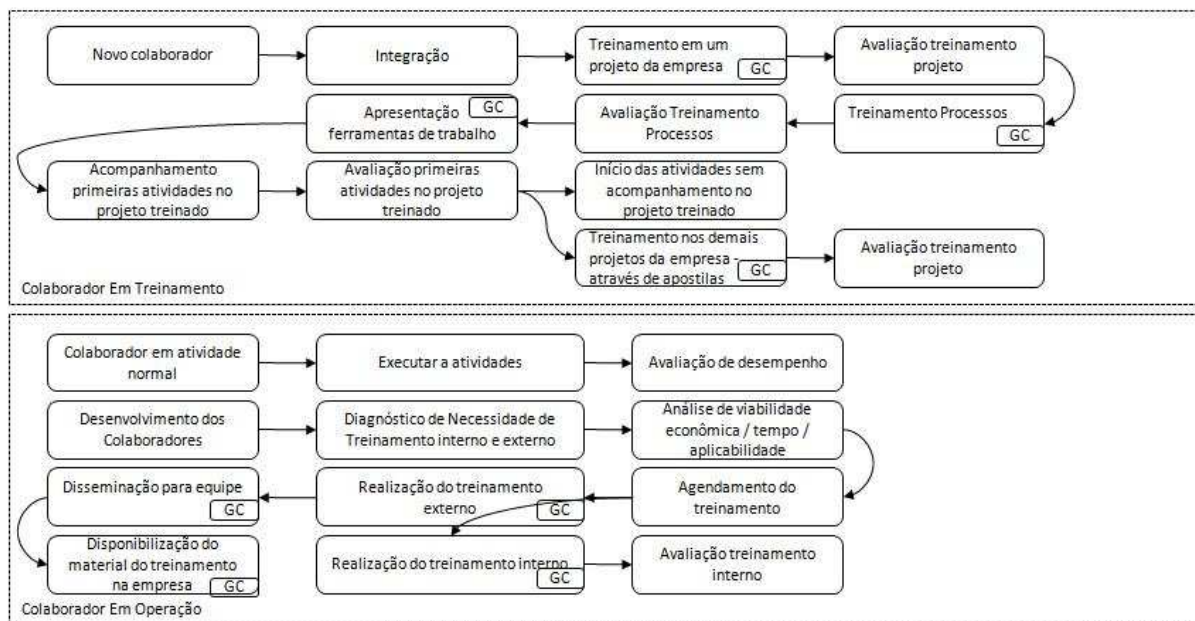 Novo colaborador
Integração
Treinamento em um
projeto da empresa
GC
Avaliação treinamento
projeto
Apresentação
GC
ferramentas de trabalho
Avaliação Treinamento
Processos
Treinamento Processos
GC
Acompanhamento
primeiras atividades no
projeto treinado
Avaliação primeiras
atividades no projeto
treinado
Início das atividades sem
acompanhamento no
projeto treinado
Treinamento nos demais
projetos da empresa -
através de apostilas
GC
Avaliação treinamento
projeto
Colaborador Em Treinamento
Colaborador em atividade
normal
Executar a atividades
Avaliação de desempenho
Desenvolvimento dos
Colaboradores
Diagnóstico de Necessidade de
Treinamento interno e externo
Análise de viabilidade
econômica / tempo /
aplicabilidade
Disseminação para equipe
GC
Realização do treinamento
externo
GC
Agendamento do
treinamento
Disponibilização do
material do treinamento
na empresa
GC
Realização do treinamento interno
GC
Avaliação treinamento
interno
Colaborador Em Operação